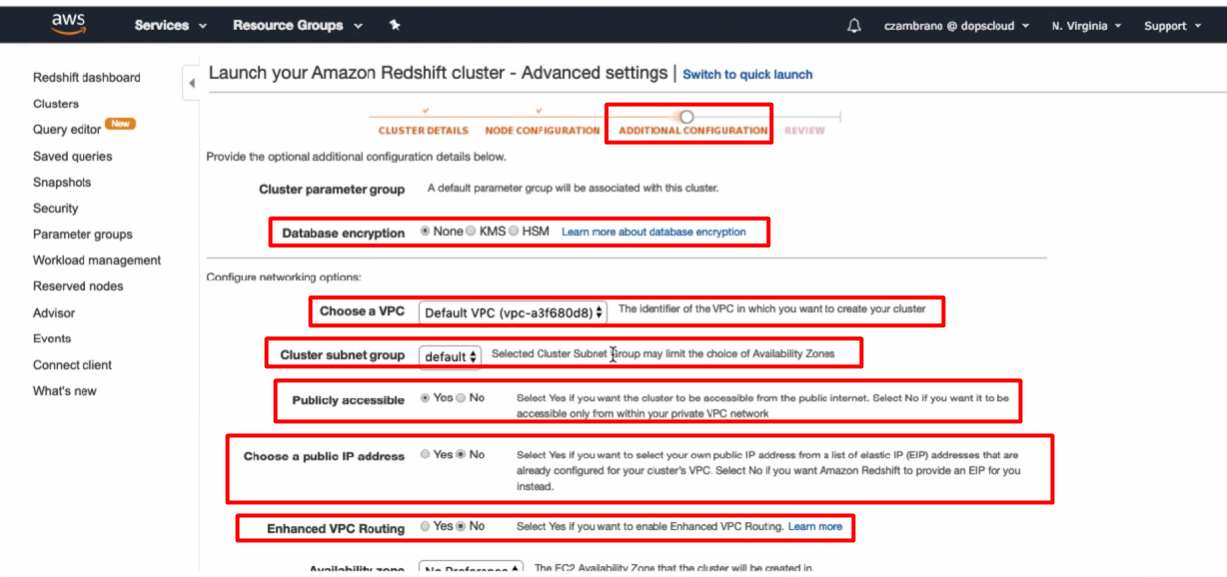 aws Services Resource Groups czambrano @ dopscloud N. Virginia Support
Redshift dashboard
Clusters
Query editor New
Saved queries
Snapshots
Security
Parameter groups
Workload management
Reserved nodes
Advisor
Events
Connect client
What's new
Launch your Amazon Redshift cluster - Advanced settings | Switch to quick launch
CLUSTER DETAILS NODE CONFIGURATION ADDITIONAL CONFIGURATION REVIEW
Provide the optional additional configuration details below.
Cluster parameter group A default parameter group will be associated with this cluster.
Database encryption None KMS HSM Learn more about database encryption
Configure networking options:
Choose a VPC Default VPC (vpc-a3f680d8) The identifier of the VPC in which you want to create your cluster
Cluster subnet group default Selected Cluster Subnet Group may limit the choice of Availability Zones
Publicly accessible Yes No Select Yes if you want the cluster to be accessible from the public internet. Select No if you want it to be
accessible only from within your private VPC network
Choose a public IP address Yes No Select Yes if you want to select your own public IP address from a list of elastic IP (EIP) addresses that are
already configured for your cluster's VPC. Select No if you want Amazon Redshift to provide an EIP for you
instead.
Enhanced VPC Routing Yes No Select Yes if you want to enable Enhanced VPC Routing. Learn more
Availability zone No Preference The EC2 Availability Zone that the cluster will be created in.